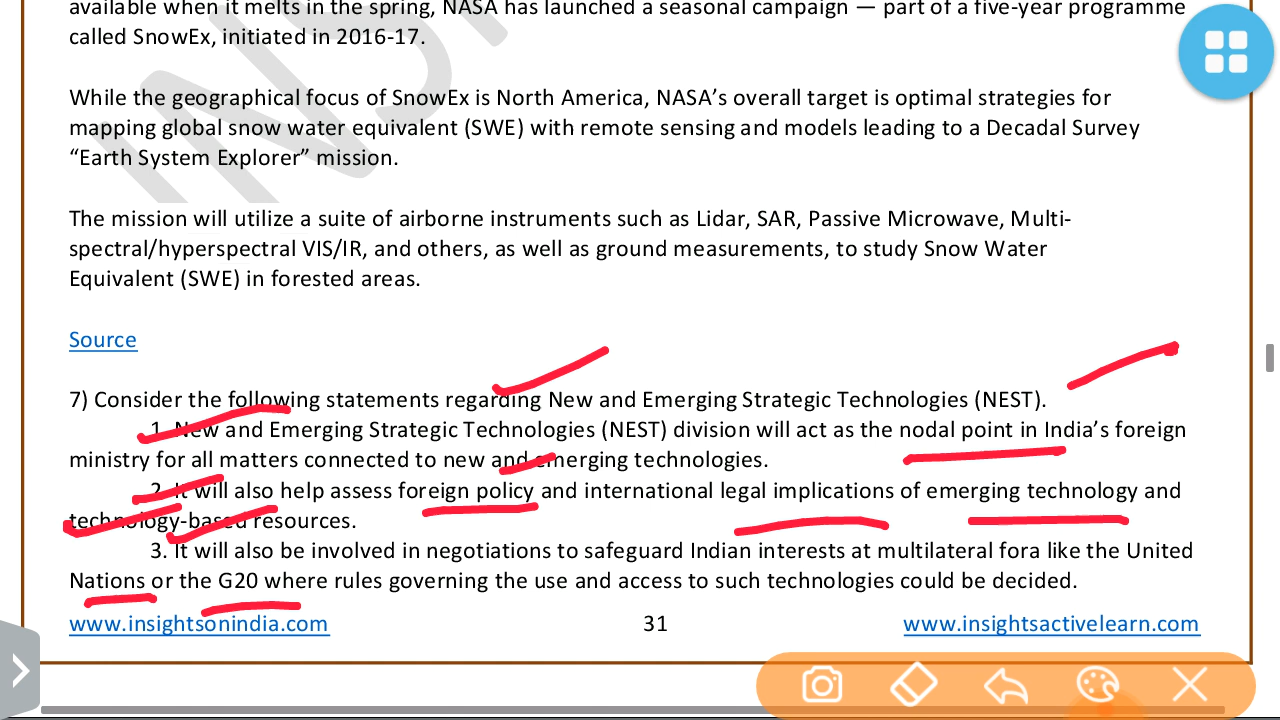 available when it melts in the spring, NASA has launched a seasonal campaign — part of a five-year programme
called SnowEx, initiated in 2016-17.
While the geographical focus of SnowEx is North America, NASA’s overall target is optimal strategies for
mapping global snow water equivalent (SWE) with remote sensing and models leading to a Decadal Survey
“Earth System Explorer” mission.
The mission will utilize a suite of airborne instruments such as Lidar, SAR, Passive Microwave, Multi-
spectral/hyperspectral VIS/IR, and others, as well as ground measurements, to study Snow Water
Equivalent (SWE) in forested areas.
Source
7) Consider the following statements regarding New and Emerging Strategic Technologies (NEST).
1. New and Emerging Strategic Technologies (NEST) division will act as the nodal point in India’s foreign
ministry for all matters connected to new and emerging technologies.
2. It will also help assess foreign policy and international legal implications of emerging technology and
technology-based resources.
3. It will also be involved in negotiations to safeguard Indian interests at multilateral fora like the United
Nations or the G20 where rules governing the use and access to such technologies could be decided.
www.insightsonindia.com 31 www.insightsactivelearn.com